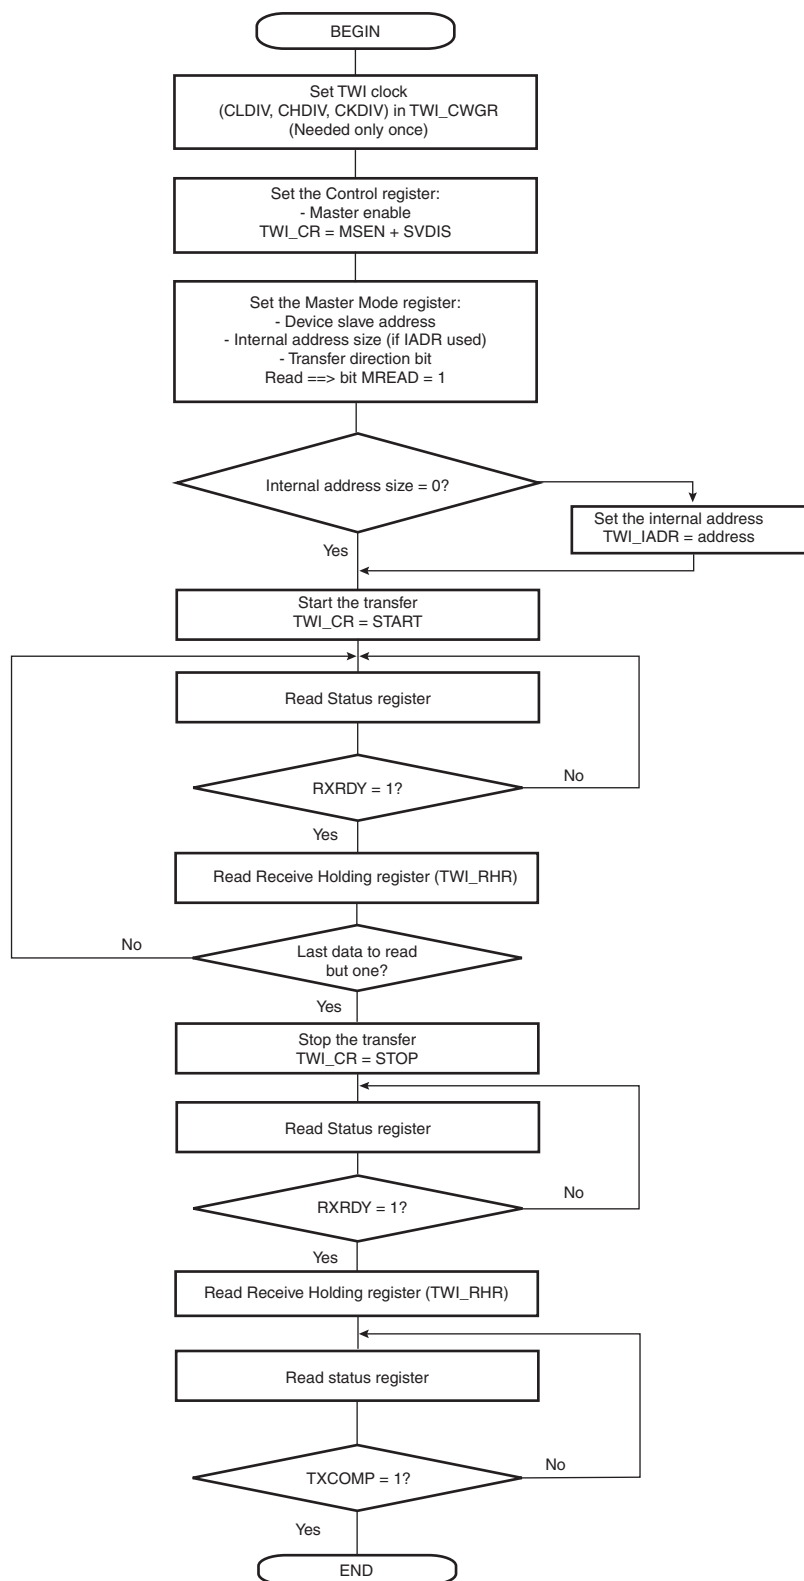 BEGIN
Set TWI clock
(CLDIV, CHDIV, CKDIV) in TWI_CWGR
(Needed only once)
Set the Control register:
- Master enable
TWI_CR = MSEN + SVDIS
Set the Master Mode register:
- Device slave address
- Internal address size (if IADR used)
- Transfer direction bit
Read ==> bit MREAD = 1
Internal address size = 0?
Set the internal address
TWI_IADR = address
Yes
Start the transfer
TWI_CR = START
Read Status register
RXRDY = 1?
No
Yes
Read Receive Holding register (TWI_RHR)
No
Last data to read
but one?
Yes
Stop the transfer
TWI_CR = STOP
Read Status register
RXRDY = 1?
No
Yes
Read Receive Holding register (TWI_RHR)
Read status register
TXCOMP = 1?
No
Yes
END